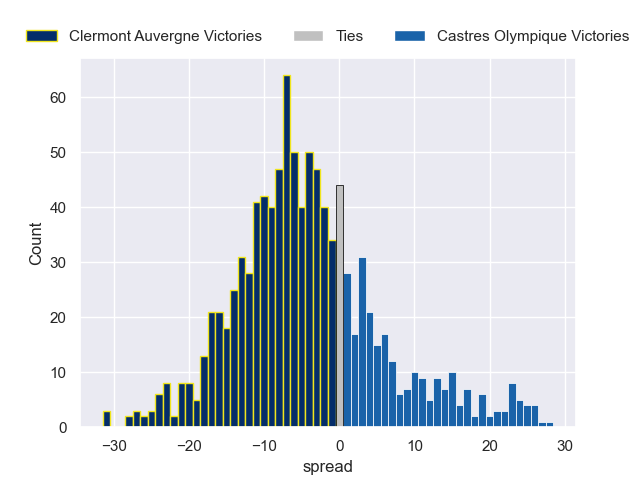 Clermont Auvergne Victories Ties Castres Olympique Victories
60
50
40
30
20
10
0
Count
−30 −20 −10 0 10 20 30
spread